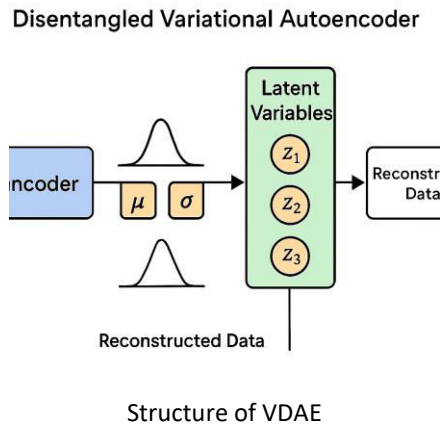 Disentangled Variational Autoencoder
Latent
Variables
ncoder
μ
σ
z₁
z₂
z₃
Reconstr
Data
Reconstructed Data
Structure of VDAE